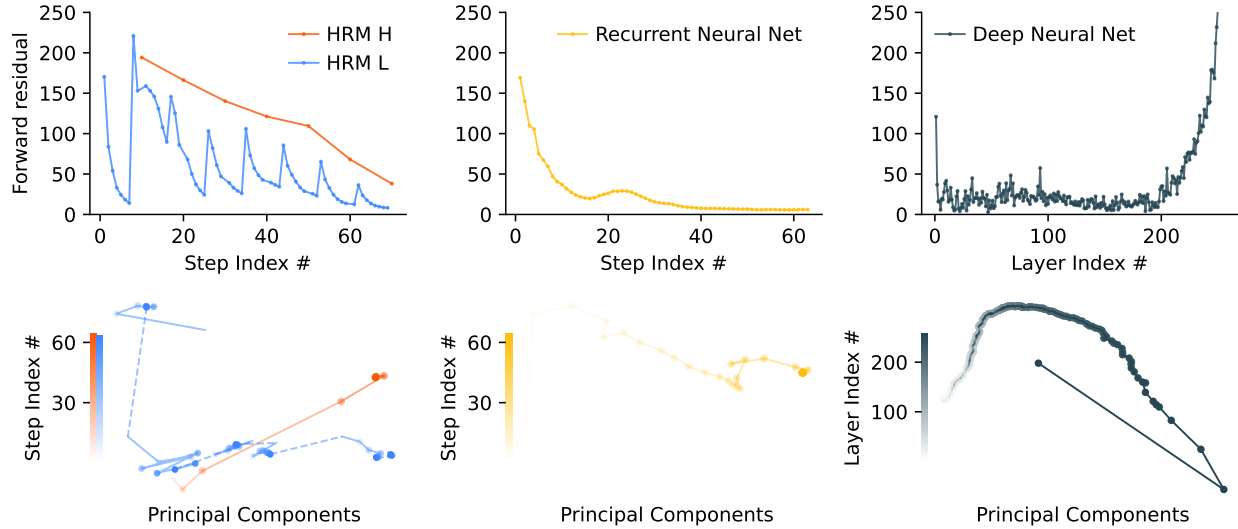 Forward residual
250
200
150
100
50
0
HRM H
HRM L
0 20 40 60
Step Index #
250
200
150
100
50
0
Recurrent Neural Net
0 20 40 60
Step Index #
250
200
150
100
50
0
Deep Neural Net
0 100 200
Layer Index #
Step Index #
60
30
Principal Components
Step Index #
60
30
Principal Components
Layer Index #
200
100
Principal Components